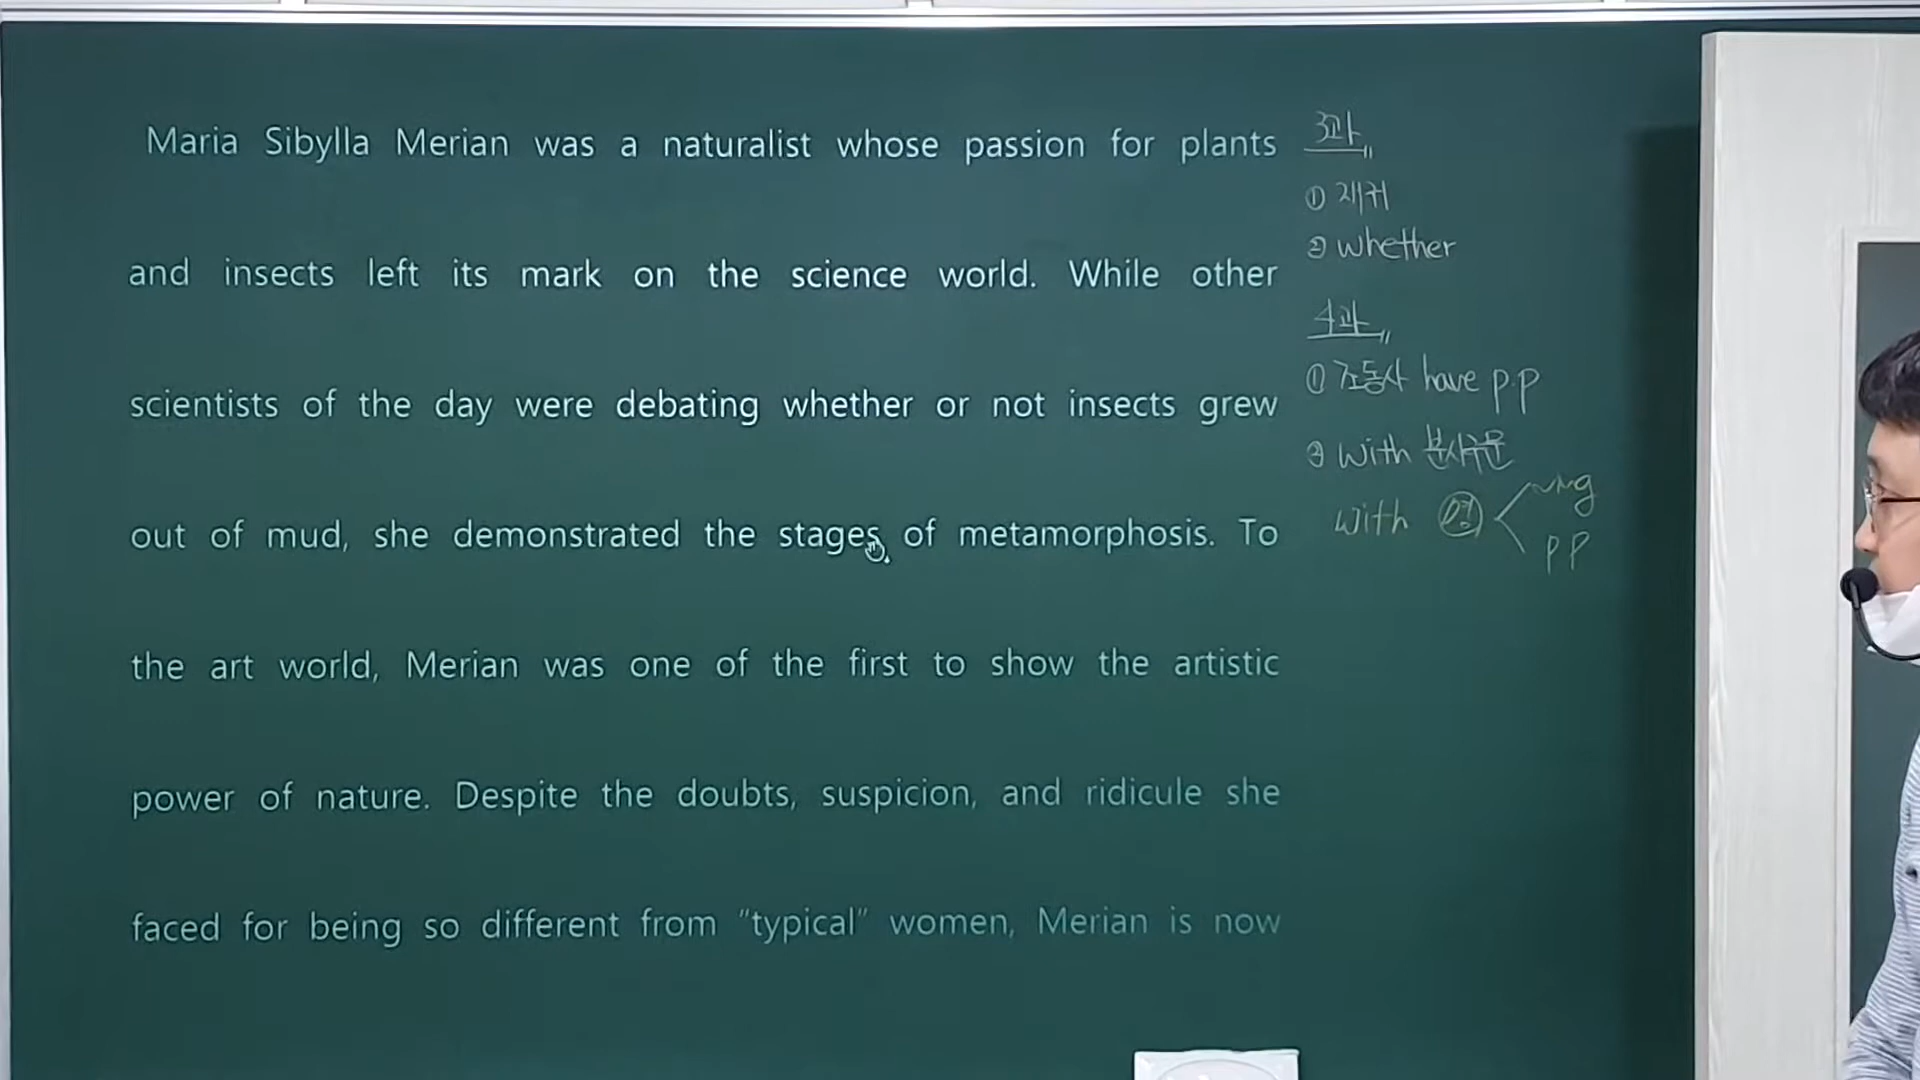 Maria Sibylla Merian was a naturalist whose passion for plants
and insects left its mark on the science world. While other
scientists of the day were debating whether or not insects grew
out of mud, she demonstrated the stages of metamorphosis. To
the art world, Merian was one of the first to show the artistic
power of nature. Despite the doubts, suspicion, and ridicule she
faced for being so different from "typical" women, Merian is now
3과
① 재귀
② whether
4과
① 조동사 have p.p
② with 분사구문
with 명 ~ing
pp